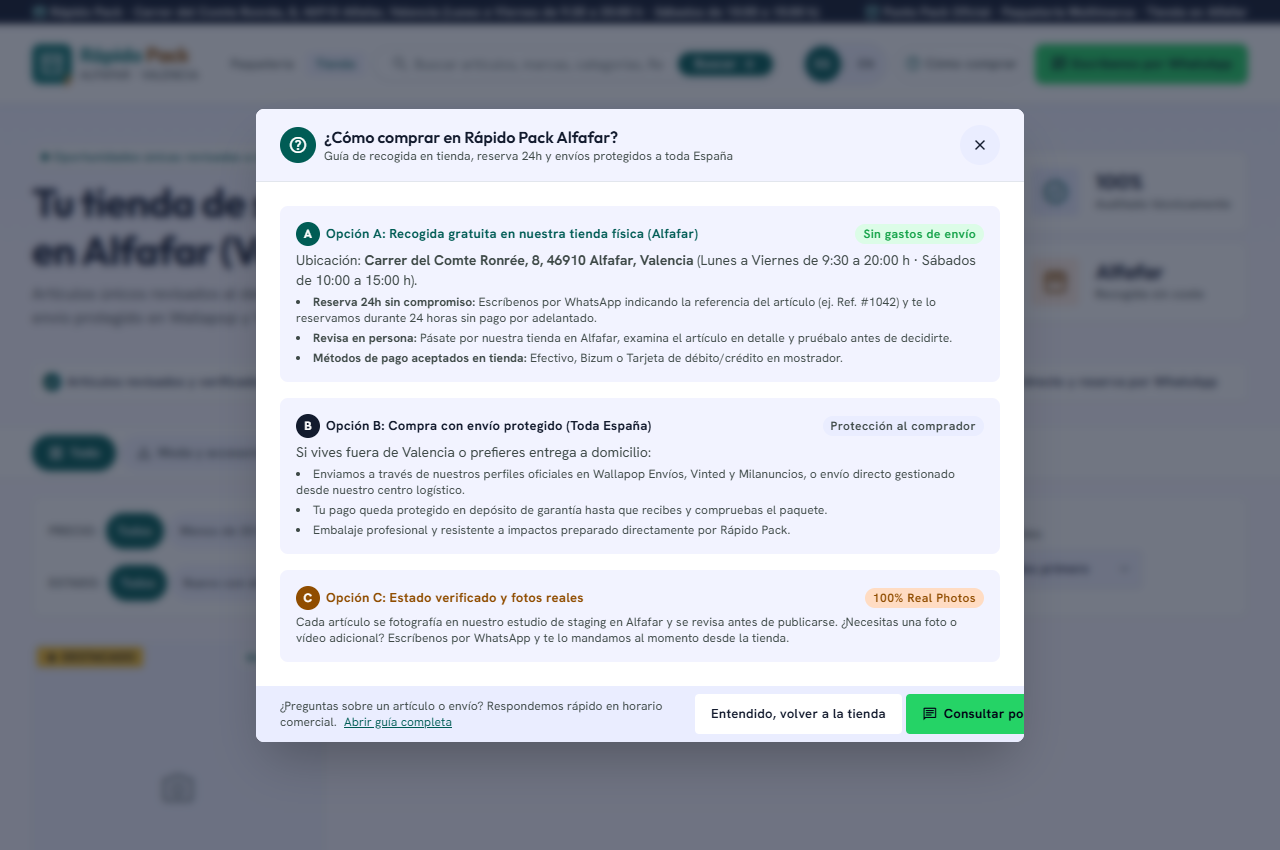 ¿Cómo comprar en Rápido Pack Alfafar?
Guía de recogida en tienda, reserva 24h y envíos protegidos a toda España
A Opción A: Recogida gratuita en nuestra tienda física (Alfafar)
Sin gastos de envío
Ubicación: Carrer del Comte Ronrée, 8, 46910 Alfafar, Valencia (Lunes a Viernes de 9:30 a 20:00 h · Sábados
de 10:00 a 15:00 h).
• Reserva 24h sin compromiso: Escríbenos por WhatsApp indicando la referencia del artículo (ej. Ref. #1042) y te lo
reservamos durante 24 horas sin pago por adelantado.
• Revisa en persona: Pásate por nuestra tienda en Alfafar, examina el artículo en detalle y pruébalo antes de decidirte.
• Métodos de pago aceptados en tienda: Efectivo, Bizum o Tarjeta de débito/crédito en mostrador.
B Opción B: Compra con envío protegido (Toda España)
Protección al comprador
Si vives fuera de Valencia o prefieres entrega a domicilio:
• Enviamos a través de nuestros perfiles oficiales en Wallapop Envíos, Vinted y Milanuncios, o envío directo gestionado
desde nuestro centro logístico.
• Tu pago queda protegido en depósito de garantía hasta que recibes y compruebas el paquete.
• Embalaje profesional y resistente a impactos preparado directamente por Rápido Pack.
C Opción C: Estado verificado y fotos reales
100% Real Photos
Cada artículo se fotografía en nuestro estudio de staging en Alfafar y se revisa antes de publicarse. ¿Necesitas una foto o
vídeo adicional? Escríbenos por WhatsApp y te lo mandamos al momento desde la tienda.
¿Preguntas sobre un artículo o envío? Respondemos rápido en horario
comercial. Abrir guía completa
Entendido, volver a la tienda
Consultar po
Rápido Pack
Tu tienda de
en Alfafar (V
100%
Alfafar